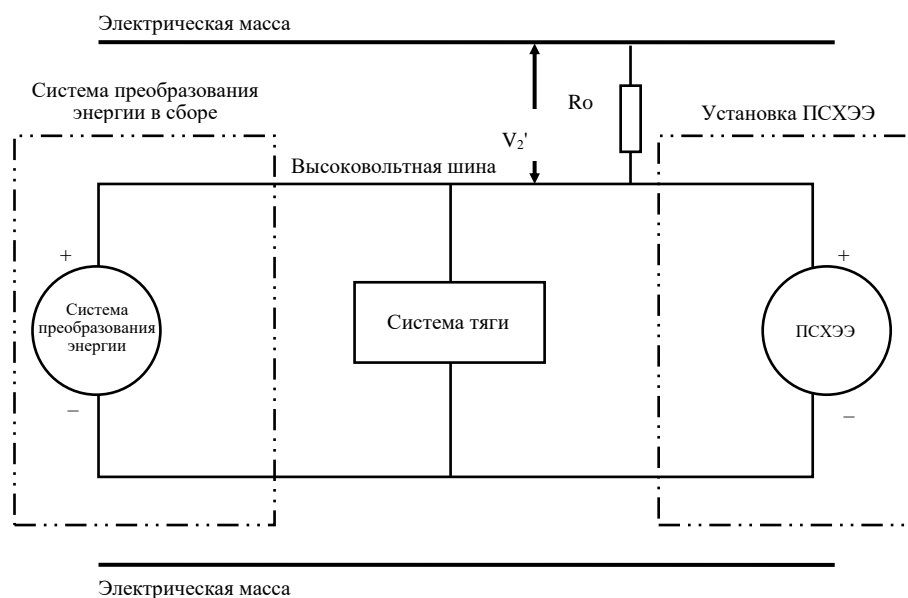 Электрическая масса
Система преобразования
энергии в сборе
Ro
Установка ПСХЭЭ
V₂'
Высоковольтная шина
+
+
Система
преобразования
энергии
Система тяги
ПСХЭЭ
–
–
Электрическая масса